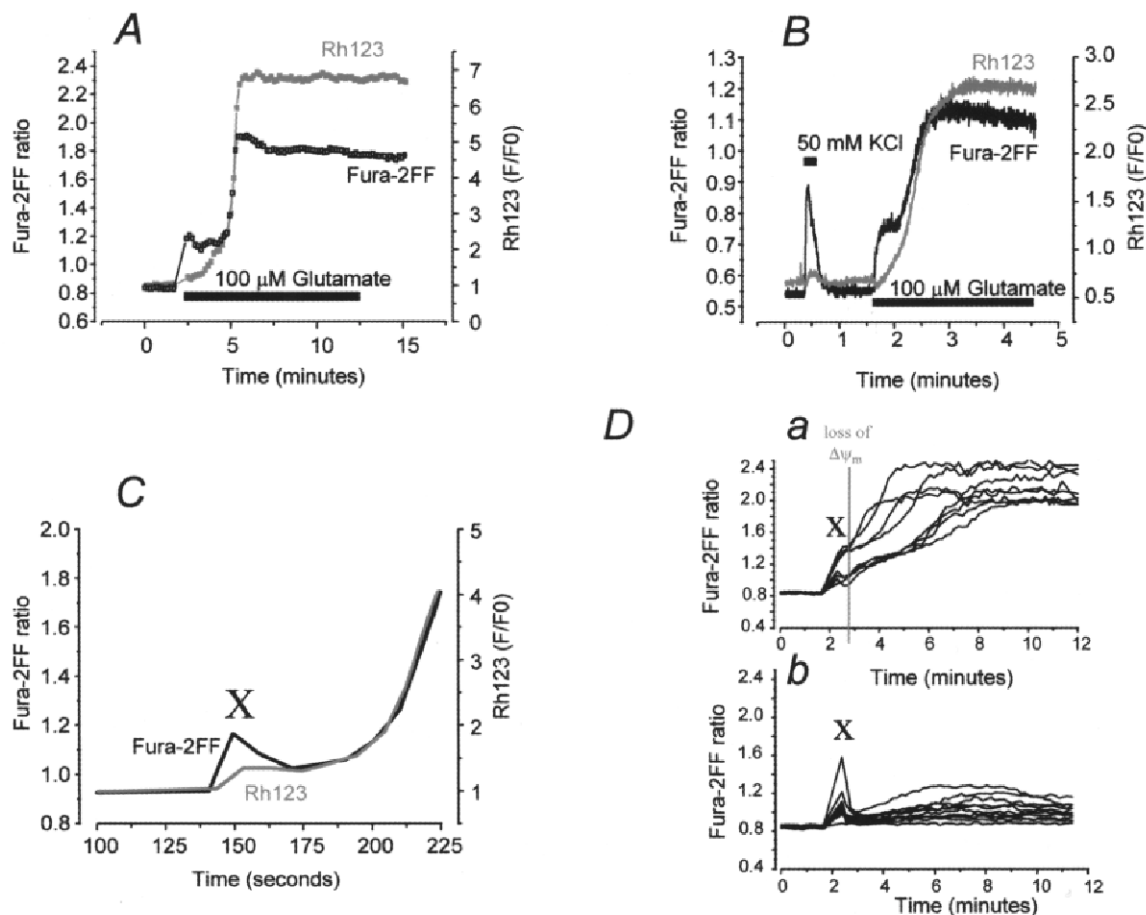 A
Rh123
2.4
2.2
2.0
1.8
1.6
1.4
1.2
1.0
0.8
0.6
Fura-2FF ratio
7
6
5
4
3
2
1
0
Rh123 (F/F0)
Fura-2FF
100 μM Glutamate
0 5 10 15
Time (minutes)
B
Rh123
1.3
1.2
1.1
1.0
0.9
0.8
0.7
0.6
0.5
Fura-2FF ratio
3.0
2.5
2.0
1.5
1.0
0.5
Rh123 (F/F0)
50 mM KCl
Fura-2FF
100 μM Glutamate
0 1 2 3 4 5
Time (minutes)
C
2.0
1.8
1.6
1.4
1.2
1.0
0.8
Fura-2FF ratio
5
4
3
2
1
Rh123 (F/F0)
X
Fura-2FF
Rh123
100 125 150 175 200 225
Time (seconds)
D
a
loss of
Δψm
2.4
2.0
1.6
1.2
0.8
0.4
Fura-2FF ratio
X
0 2 4 6 8 10 12
Time (minutes)
b
2.4
2.0
1.6
1.2
0.8
0.4
Fura-2FF ratio
X
0 2 4 6 8 10 12
Time (minutes)